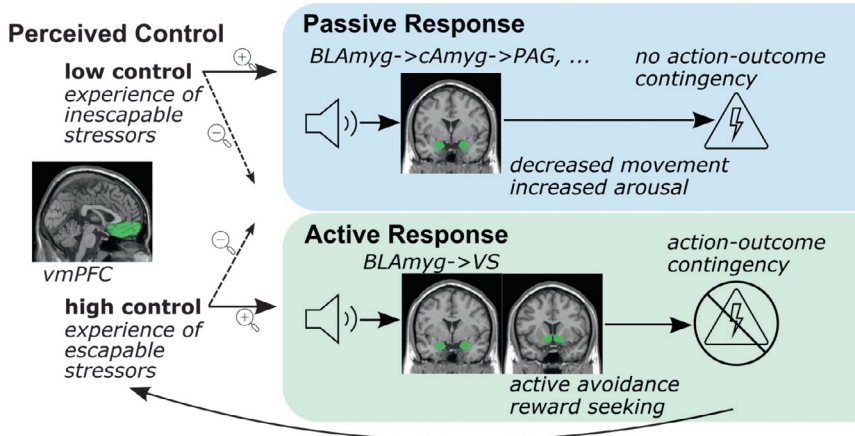 Perceived Control
low control
experience of
inescapable
stressors
vmPFC
high control
experience of
escapable
stressors
Passive Response
BLAmyg->cAmyg->PAG, ...
no action-outcome
contingency
decreased movement
increased arousal
Active Response
BLAmyg->VS
action-outcome
contingency
active avoidance
reward seeking